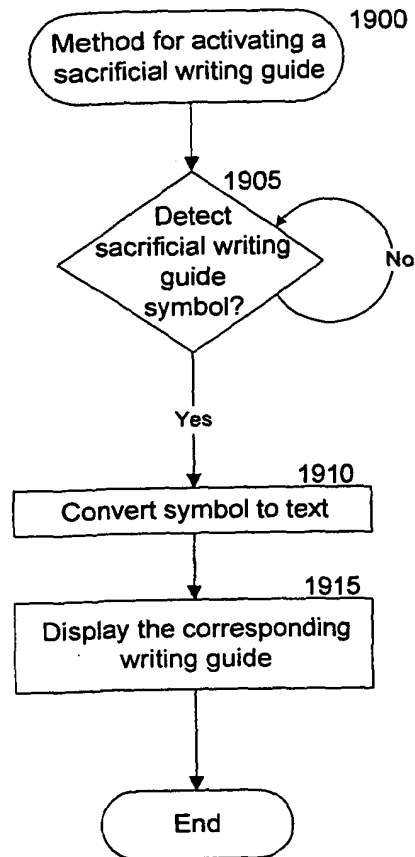 1900
Method for activating a
sacrificial writing guide
1905
Detect
sacrificial writing
guide
symbol?
No
Yes
1910
Convert symbol to text
1915
Display the corresponding
writing guide
End